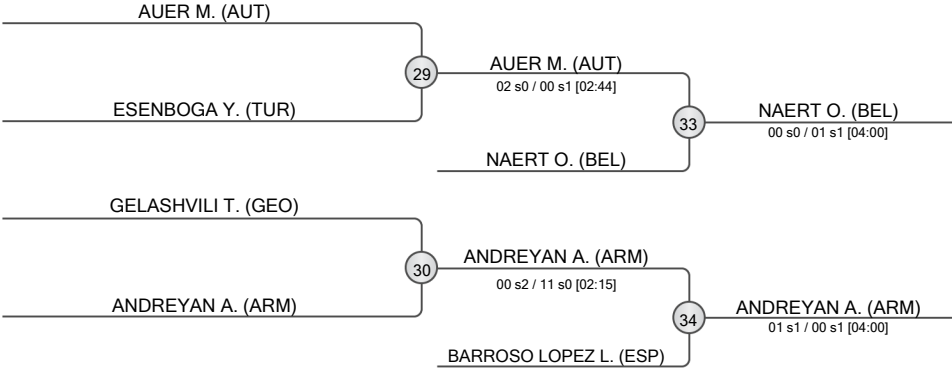 AUER M. (AUT)
29
AUER M. (AUT)
02 s0 / 00 s1 [02:44]
ESENBOGA Y. (TUR)
33
NAERT O. (BEL)
00 s0 / 01 s1 [04:00]
NAERT O. (BEL)
GELASHVILI T. (GEO)
30
ANDREYAN A. (ARM)
00 s2 / 11 s0 [02:15]
ANDREYAN A. (ARM)
34
ANDREYAN A. (ARM)
01 s1 / 00 s1 [04:00]
BARROSO LOPEZ L. (ESP)